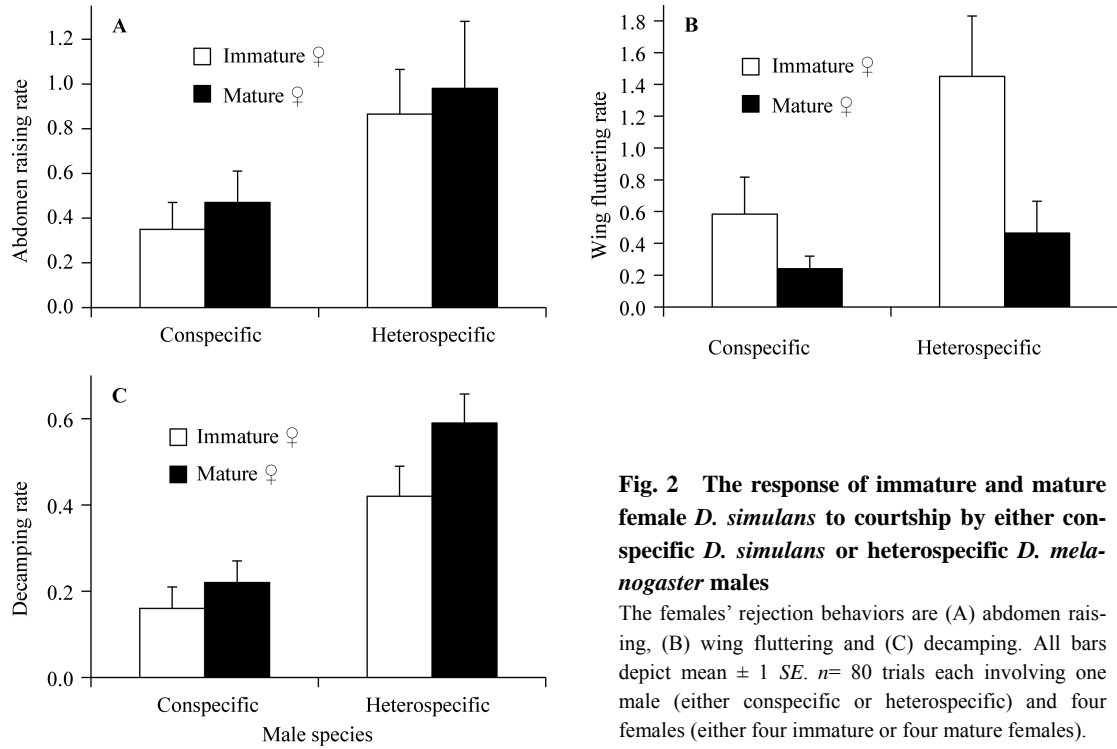 A
Immature ♀
Mature ♀
Abdomen raising rate
1.2
1.0
0.8
0.6
0.4
0.2
0.0
Conspecific
Heterospecific
B
Immature ♀
Mature ♀
Wing fluttering rate
1.8
1.6
1.4
1.2
1.0
0.8
0.6
0.4
0.2
0.0
Conspecific
Heterospecific
C
Immature ♀
Mature ♀
Decamping rate
0.6
0.4
0.2
0.0
Conspecific
Heterospecific
Male species
Fig. 2 The response of immature and mature
female D. simulans to courtship by either con-
specific D. simulans or heterospecific D. mela-
nogaster males
The females' rejection behaviors are (A) abdomen rais-
ing, (B) wing fluttering and (C) decamping. All bars
depict mean ± 1 SE. n= 80 trials each involving one
male (either conspecific or heterospecific) and four
females (either four immature or four mature females).